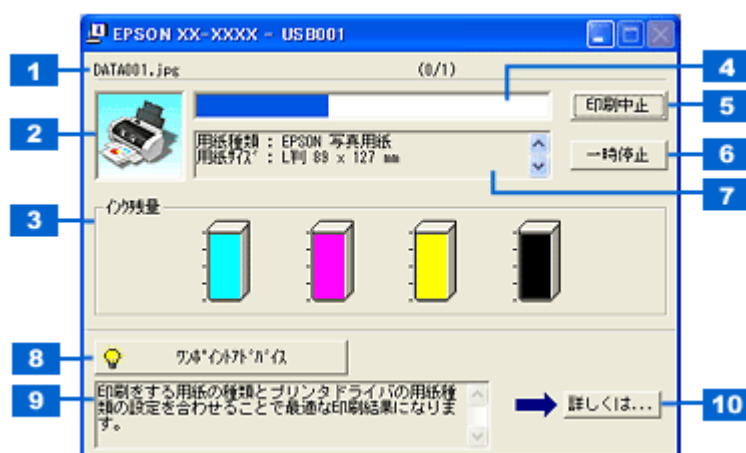 EPSON XX-XXXX - USB001
1
DATA001.jpg
(0/1)
4
2
印刷中止
5
用紙種類 : EPSON 写真用紙
用紙ｻｲｽﾞ : L判 89 x 127 mm
一時停止
6
7
3
ｲﾝｸ残量
8
ﾜﾝﾎﾟｲﾝﾄｱﾄﾞﾊﾞｲｽ
9
印刷をする用紙の種類とプリンタドライバの用紙種
類の設定を合わせることで最適な印刷結果になりま
す。
詳しくは...
10